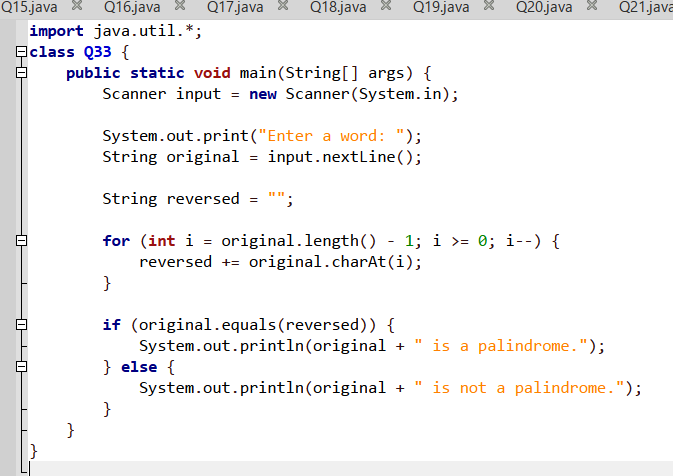 Q15.java Q16.java Q17.java Q18.java Q19.java Q20.java Q21.java
import java.util.*;
class Q33 {
    public static void main(String[] args) {
        Scanner input = new Scanner(System.in);

        System.out.print("Enter a word: ");
        String original = input.nextLine();

        String reversed = "";

        for (int i = original.length() - 1; i >= 0; i--) {
            reversed += original.charAt(i);
        }

        if (original.equals(reversed)) {
            System.out.println(original + " is a palindrome.");
        } else {
            System.out.println(original + " is not a palindrome.");
        }
    }
}